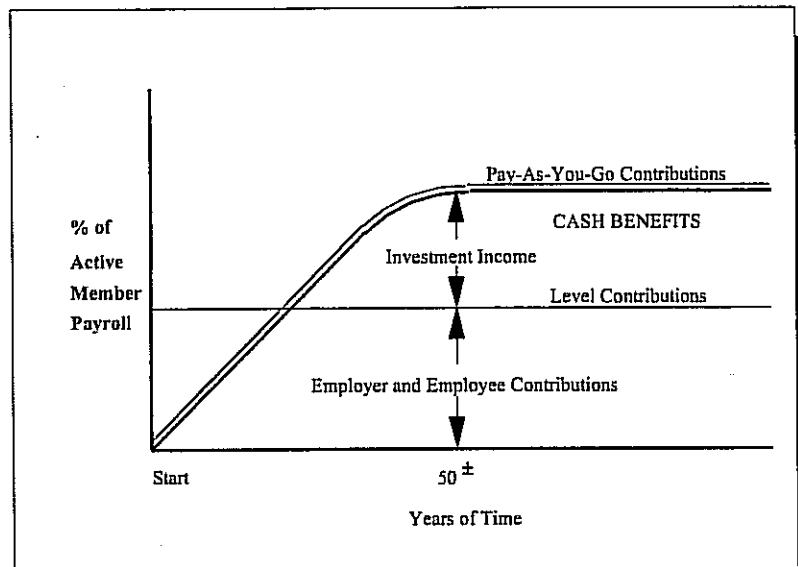 Pay-As-You-Go Contributions
CASH BENEFITS
% of
Active
Member
Payroll
Investment Income
Level Contributions
Employer and Employee Contributions
Start
50 ±
Years of Time